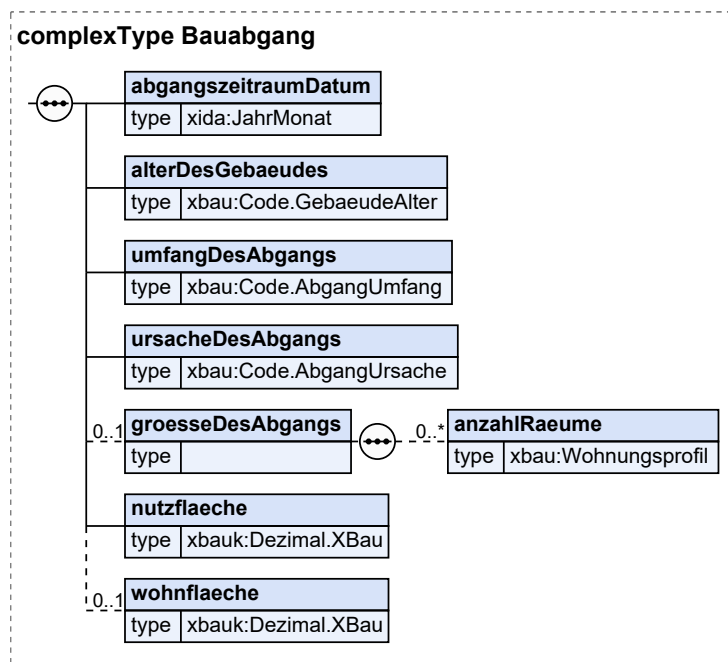 complexType Bauabgang
abgangszeitraumDatum
type xida:JahrMonat
alterDesGebaeudes
type xbau:Code.GebaeudeAlter
umfangDesAbgangs
type xbau:Code.AbgangUmfang
ursacheDesAbgangs
type xbau:Code.AbgangUrsache
0..1 groesseDesAbgangs 0..* anzahlRaeume
type type xbau:Wohnungsprofil
nutzflaeche
type xbauk:Dezimal.XBau
0..1 wohnflaeche
type xbauk:Dezimal.XBau